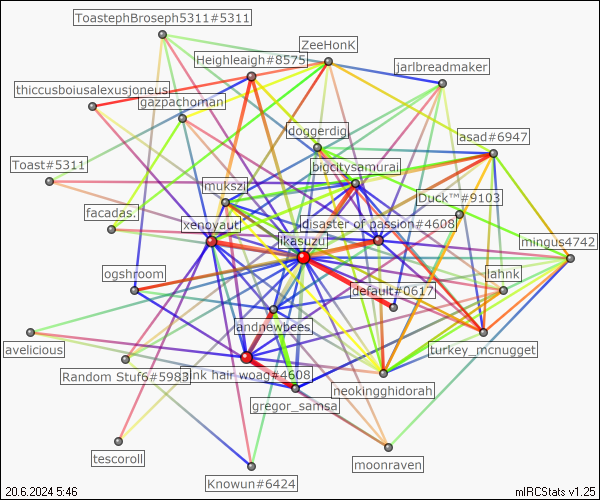 ToastephBroseph5311#5311
ZeeHonK
Heighleaigh#8575
jarlbreadmaker
thiccusboiusalexusjoneus
gazpachoman
doggerdig
asad#6947
Toast#5311
bigcitysamurai
mukszi
Duck™#9103
facadas.
xenoyaut
disaster of passion#4608
ikasuzu
mingus4742
ogshroom
default#0617
lahnk
andnewbees
avelicious
turkey_mcnugget
Random Stuf6#5983
ink hair woag#4608
neokingghidorah
gregor_samsa
tescoroll
moonraven
Knowun#6424
20.6.2024 5:46
mIRCStats v1.25